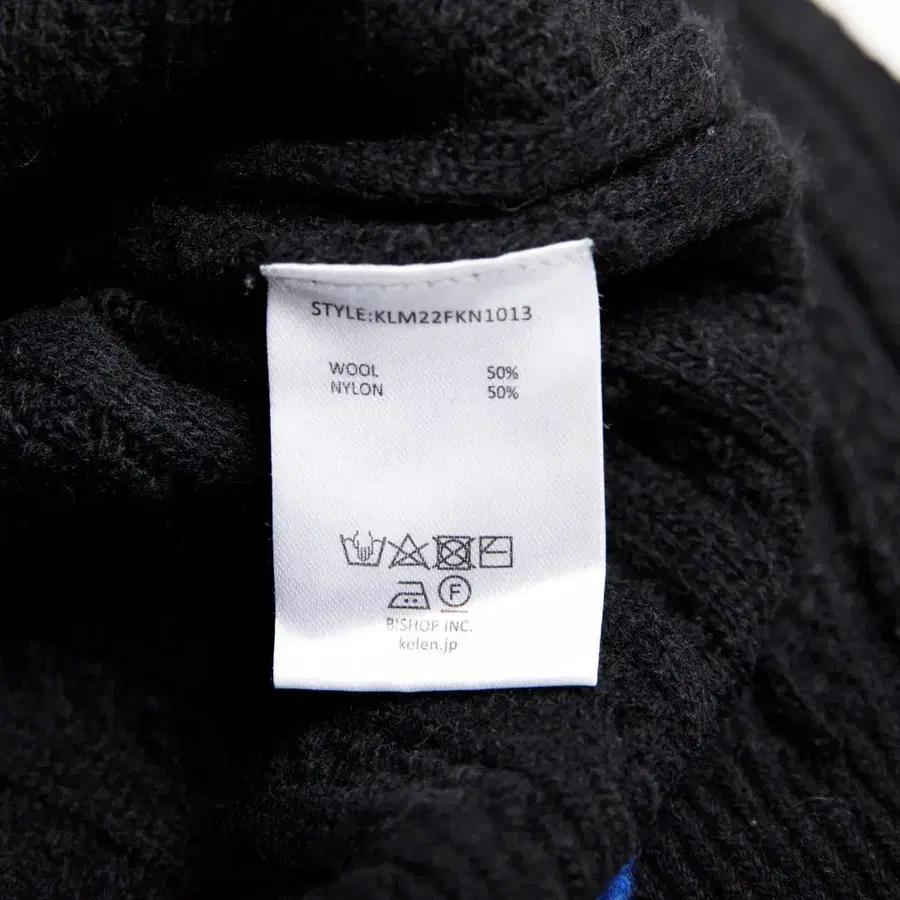 STYLE:KLM22FKN1013
WOOL 50%
NYLON 50%
F
B'SHOP INC.
kelen.jp